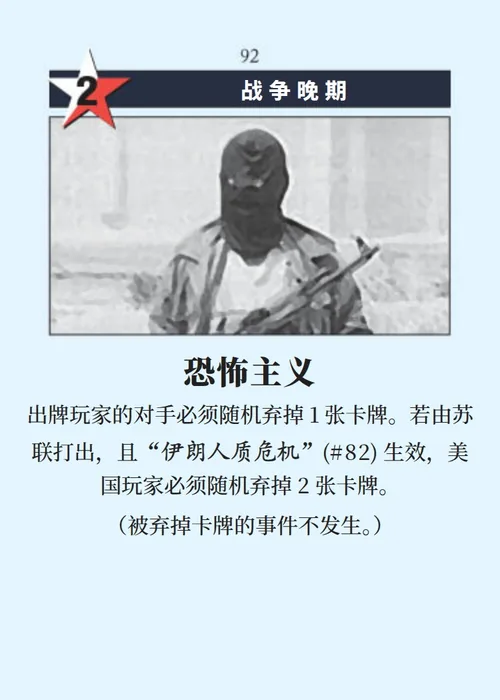 92
2
战争晚期
恐怖主义
出牌玩家的对手必须随机弃掉 1 张卡牌。若由苏
联打出，且“伊朗人质危机”(#82) 生效，美
国玩家必须随机弃掉 2 张卡牌。
（被弃掉卡牌的事件不发生。）